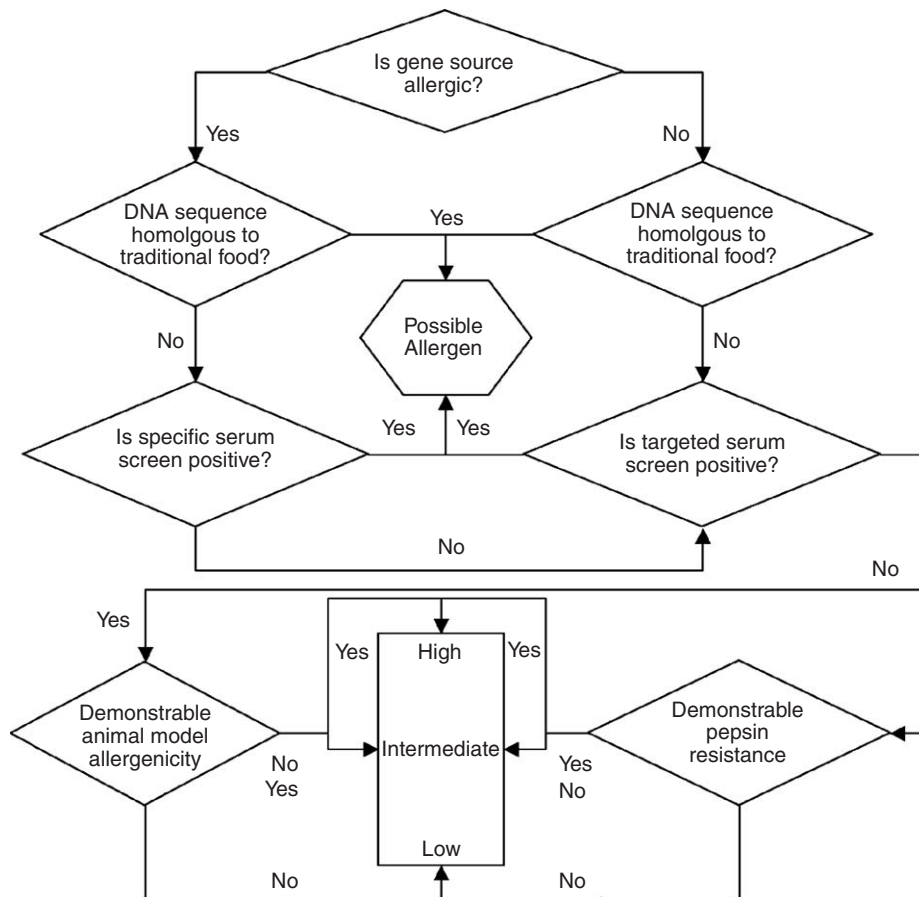 Is gene source
allergic?
Yes
No
DNA sequence
homolgous to
traditional food?
Yes
DNA sequence
homolgous to
traditional food?
No
Possible
Allergen
No
Is specific serum
screen positive?
Yes
Yes
Is targeted serum
screen positive?
No
No
Yes
Yes
High
Yes
Demonstrable
animal model
allergenicity
Intermediate
Demonstrable
pepsin
resistance
No
Yes
Yes
No
Low
No
No